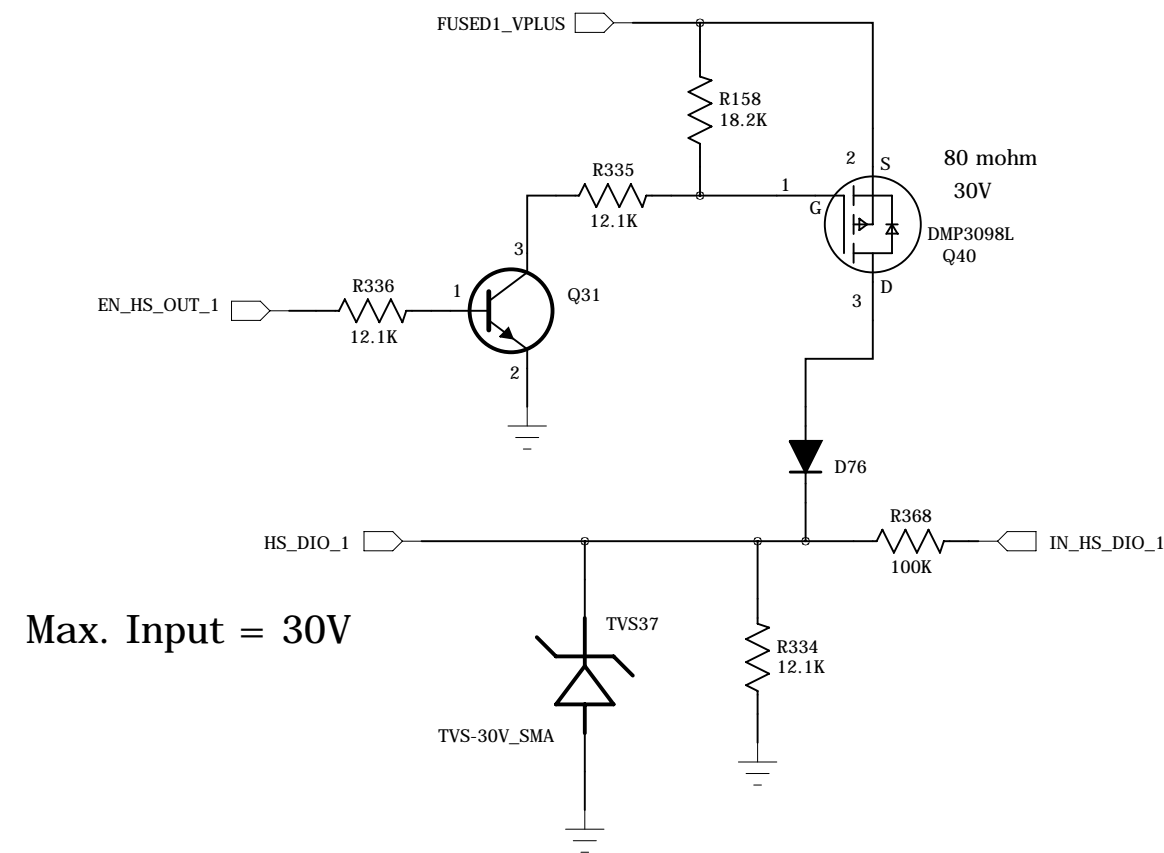 FUSED1_VPLUS
R158
18.2K
80 mohm
30V
2
S
R335
12.1K
1
G
DMP3098L
Q40
3
D
3
EN_HS_OUT_1
R336
12.1K
1
Q31
2
D76
HS_DIO_1
R368
100K
IN_HS_DIO_1
Max. Input = 30V
TVS37
R334
12.1K
TVS-30V_SMA